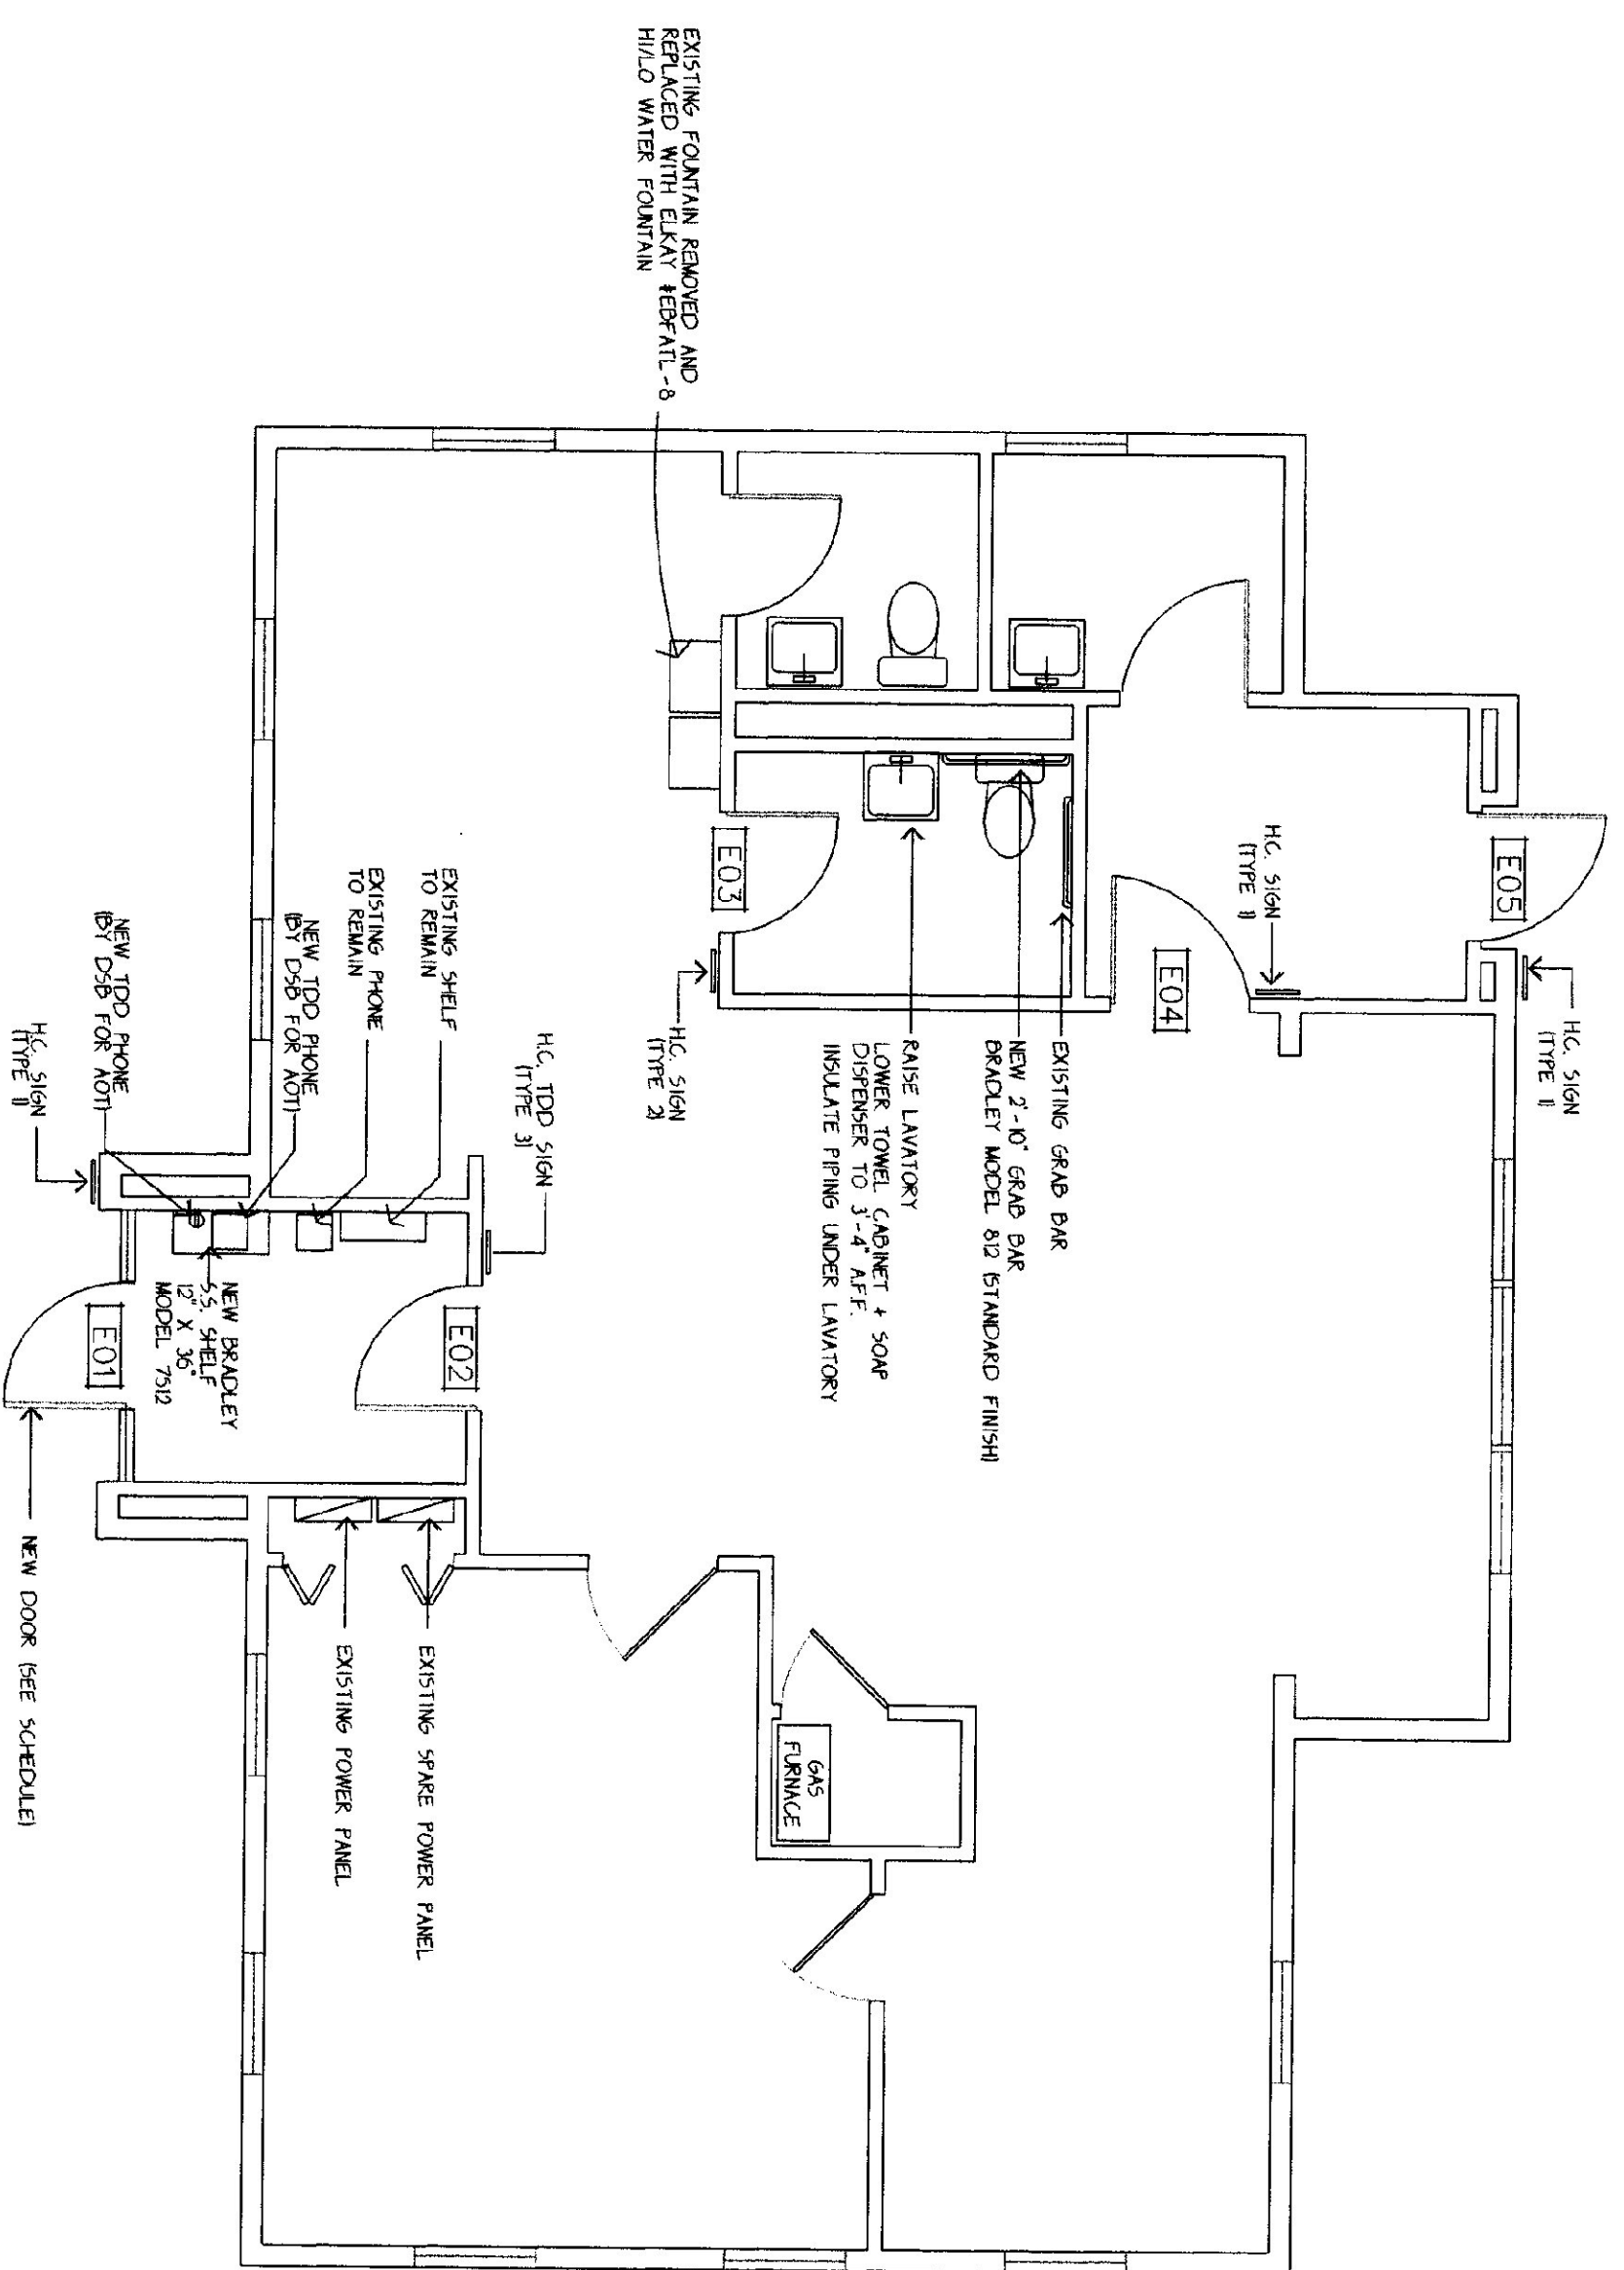 EXISTING FOUNTAIN REMOVED AND
REPLACED WITH ELKAY #EBFATL-8
HI/LO WATER FOUNTAIN
H.C. SIGN
(TYPE 1)
E05
H.C. SIGN
(TYPE 1)
E04
EXISTING GRAB BAR
NEW 2'-10" GRAB BAR
BRADLEY MODEL 812 (STANDARD FINISH)
RAISE LAVATORY
LOWER TOWEL CABINET + SOAP
DISPENSER TO 3'-4" A.F.F.
INSULATE PIPING UNDER LAVATORY
E03
H.C. SIGN
(TYPE 2)
GAS
FURNACE
H.C. TDD SIGN
(TYPE 3)
EXISTING SHELF
TO REMAIN
EXISTING PHONE
TO REMAIN
NEW TDD PHONE
(BY DSB FOR AOT)
NEW TDD PHONE
(BY DSB FOR AOT)
H.C. SIGN
(TYPE 1)
E02
NEW BRADLEY
S.S. SHELF
12" X 36"
MODEL 7512
E01
EXISTING SPARE POWER PANEL
EXISTING POWER PANEL
NEW DOOR (SEE SCHEDULE)